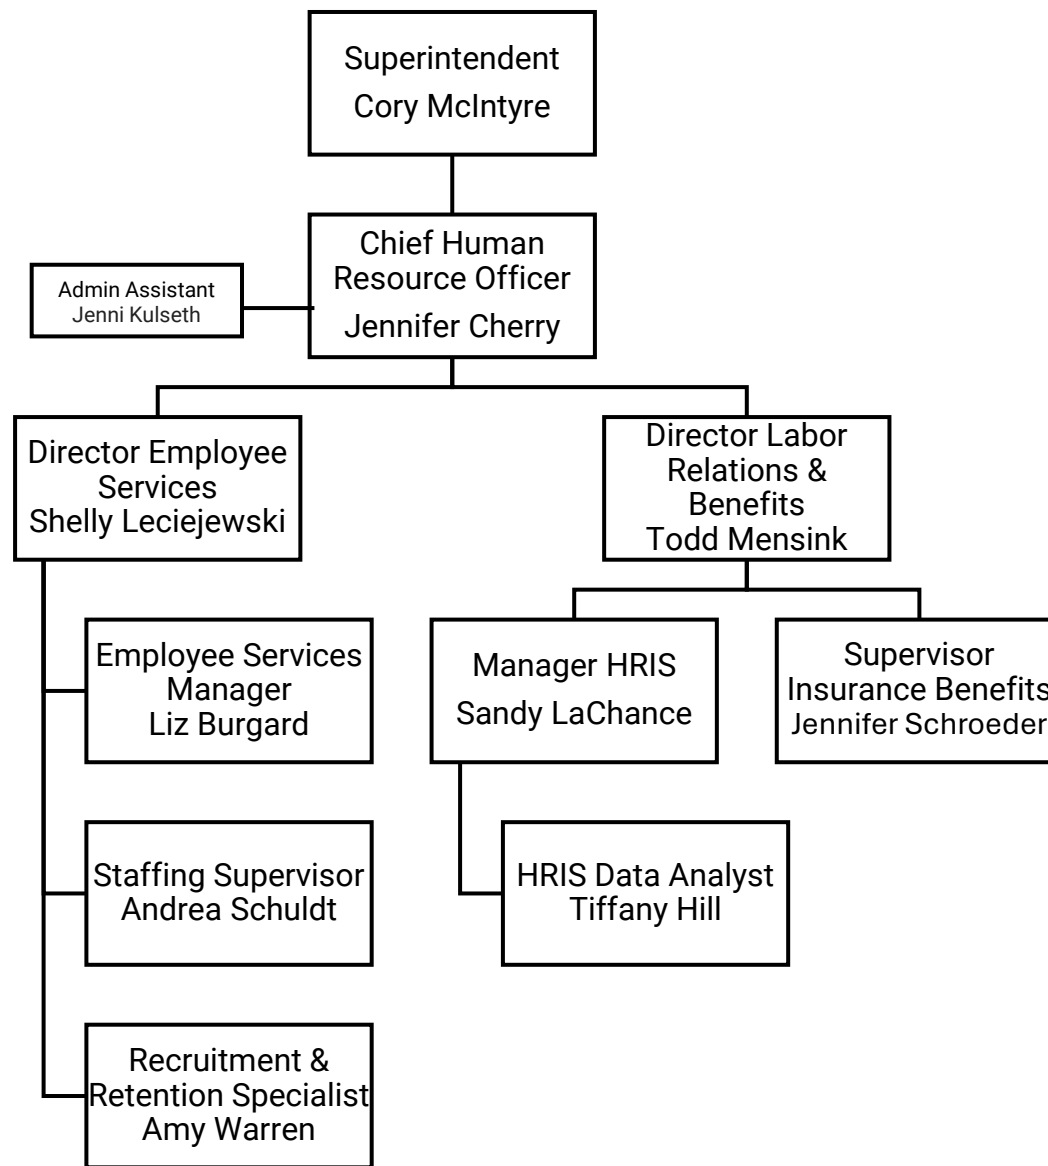 Superintendent
Cory McIntyre
Chief Human
Resource Officer
Jennifer Cherry
Admin Assistant
Jenni Kulseth
Director Employee
Services
Shelly Leciejewski
Director Labor
Relations &
Benefits
Todd Mensink
Employee Services
Manager
Liz Burgard
Manager HRIS
Sandy LaChance
Supervisor
Insurance Benefits
Jennifer Schroeder
Staffing Supervisor
Andrea Schuldt
HRIS Data Analyst
Tiffany Hill
Recruitment &
Retention Specialist
Amy Warren